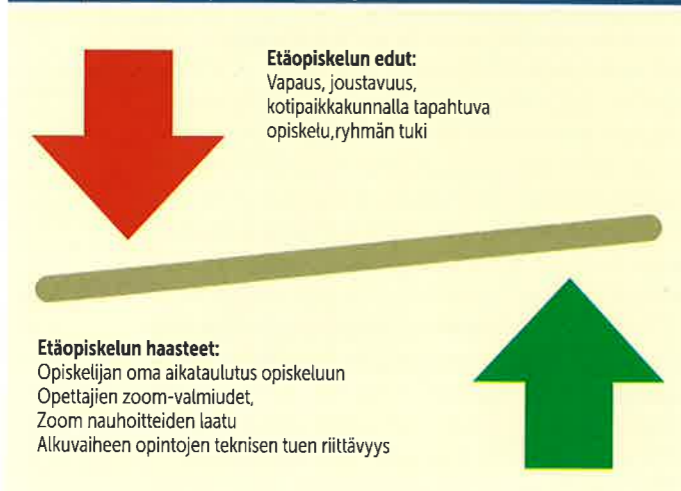 Etäopiskelun edut:
Vapaus, joustavuus,
kotipaikkakunnalla tapahtuva
opiskelu,ryhmän tuki
Etäopiskelun haasteet:
Opiskelijan oma aikataulutus opiskeluun
Opettajien zoom-valmiudet,
Zoom nauhoitteiden laatu
Alkuvaiheen opintojen teknisen tuen riittävyys